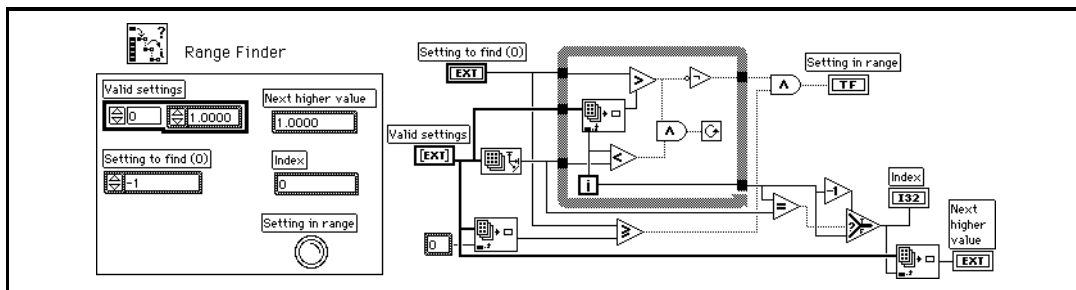 Range Finder
Valid settings
0
1.0000
Next higher value
1.0000
Setting to find (0)
-1
Index
0
Setting in range
Setting to find (0)
EXT
Valid settings
[EXT]
0
i
>
<
=
≥
-1
?
T
F
Setting in range
TF
Index
I32
Next
higher
value
EXT